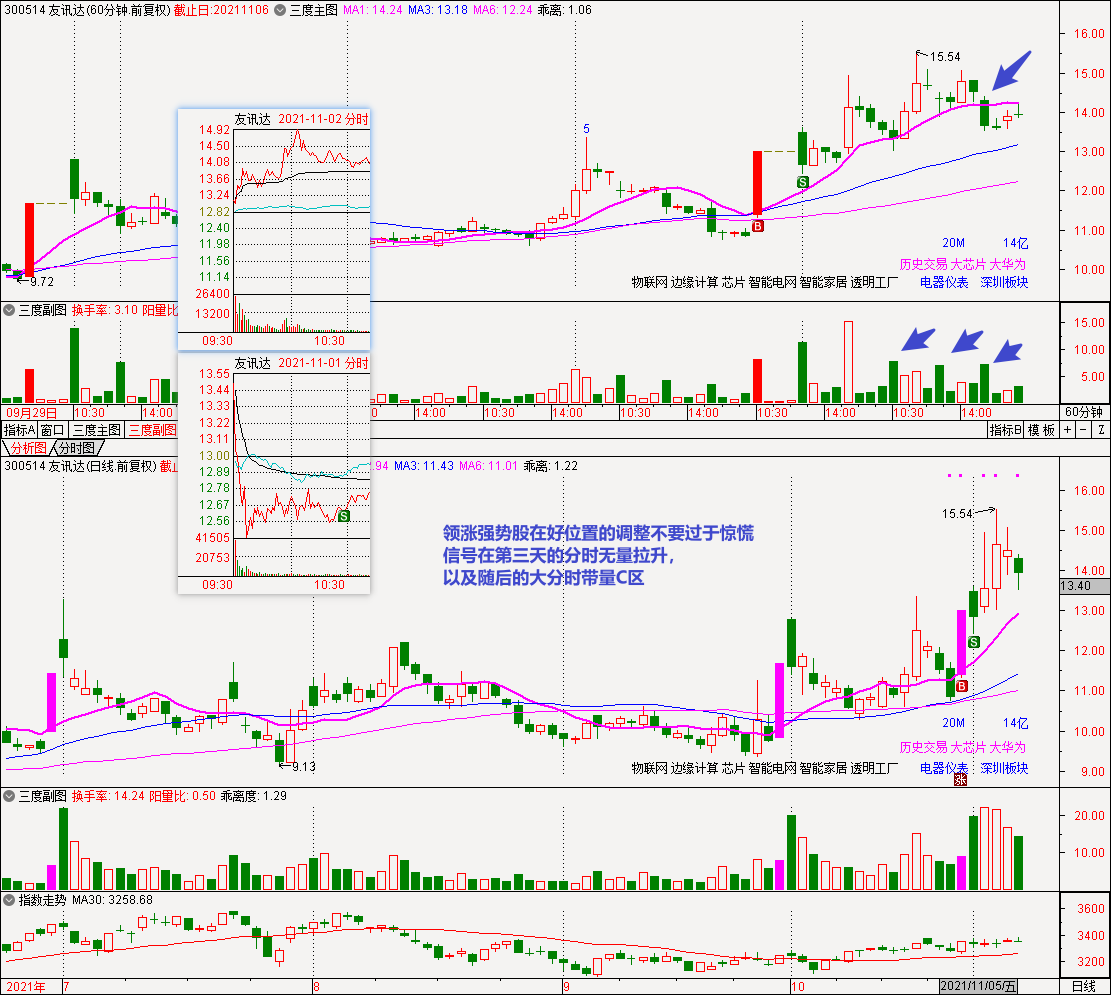 300514 友讯达(60分钟.前复权) 截止日:20211106 三度主图 MA1: 14.24 MA3: 13.18 MA6: 12.24 乖离: 1.06
16.00
15.00
14.00
13.00
12.00
11.00
10.00
15.54
5
S
B
9.72
20M 14亿
历史交易 大芯片 大华为
物联网 边缘计算 芯片 智能电网 智能家居 透明工厂 电器仪表 深圳板块
友讯达 2021-11-02 分时
14.92
14.50
14.08
13.66
13.24
12.82
12.40
11.98
11.56
11.14
26400
13200
09:30 10:30
三度副图 换手率: 3.10 阳量比
15.00
10.00
5.00
09月29日 10:30 14:00 14:00 10:30 14:00 10:30 14:00 10:30 14:00 10:30 14:00 60分钟
指标A 窗口 三度主图 三度副图 指标B 模 板 + - Z
分析图 分时图
友讯达 2021-11-01 分时
13.55
13.44
13.33
13.22
13.11
13.00
12.89
12.78
12.67
12.56
41505
20753
S
09:30 10:30
300514 友讯达(日线.前复权) 截止 .94 MA3: 11.43 MA6: 11.01 乖离: 1.22
16.00
15.00
14.00
13.40
13.00
12.00
11.00
10.00
9.00
15.54
领涨强势股在好位置的调整不要过于惊慌
信号在第三天的分时无量拉升，
以及随后的大分时带量C区
S
B
9.13
20M 14亿
历史交易 大芯片 大华为
物联网 边缘计算 芯片 智能电网 智能家居 透明工厂 电器仪表 深圳板块
涨
三度副图 换手率: 14.24 阳量比: 0.50 乖离度: 1.29
20.00
10.00
指数走势 MA30: 3258.68
3600
3400
3200
2021年 7 8 9 10 2021/11/05/五 日线